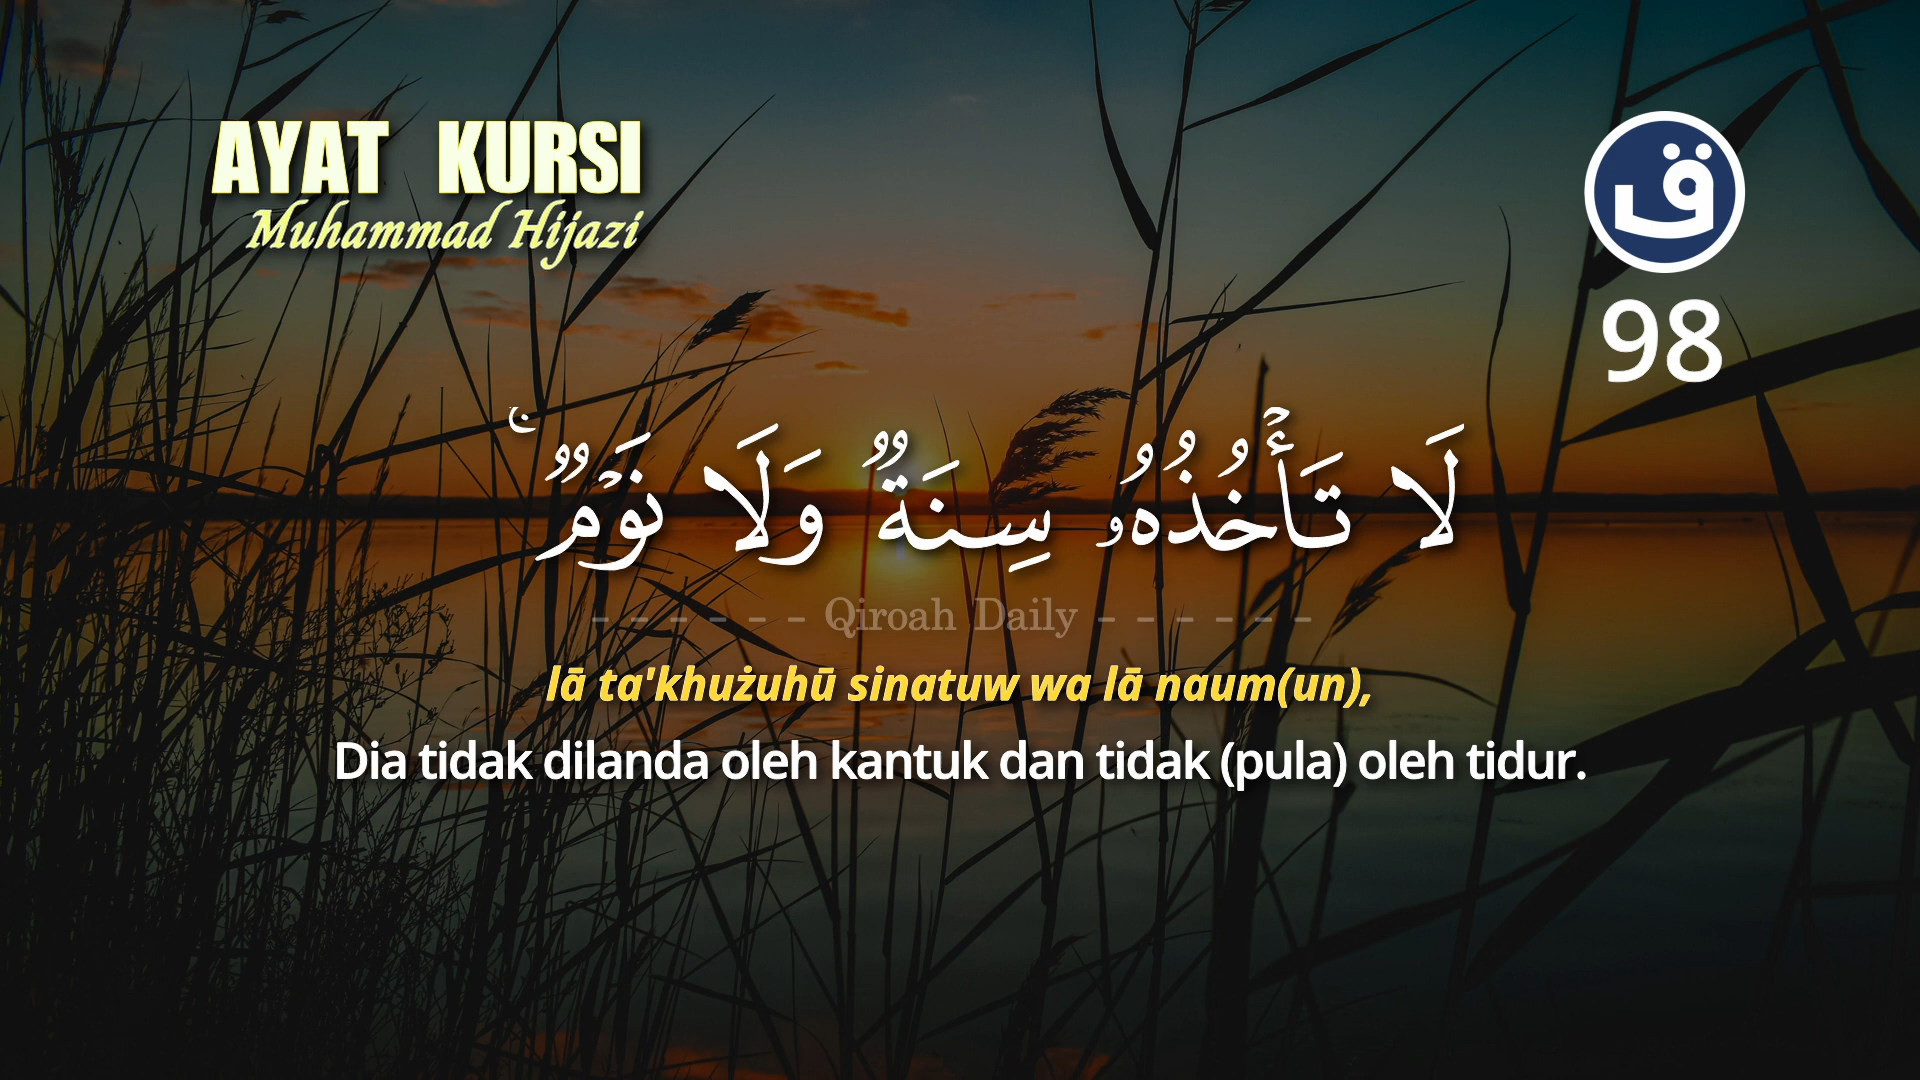 AYAT KURSI
Muhammad Hijazi
ق
98
لَا تَأْخُذُهُۥ سِنَةٌۭ وَلَا نَوْمٌۭ ۚ
- - - - - - Qiroah Daily - - - - - -
lā ta'khużuhū sinatuw wa lā naum(un),
Dia tidak dilanda oleh kantuk dan tidak (pula) oleh tidur.